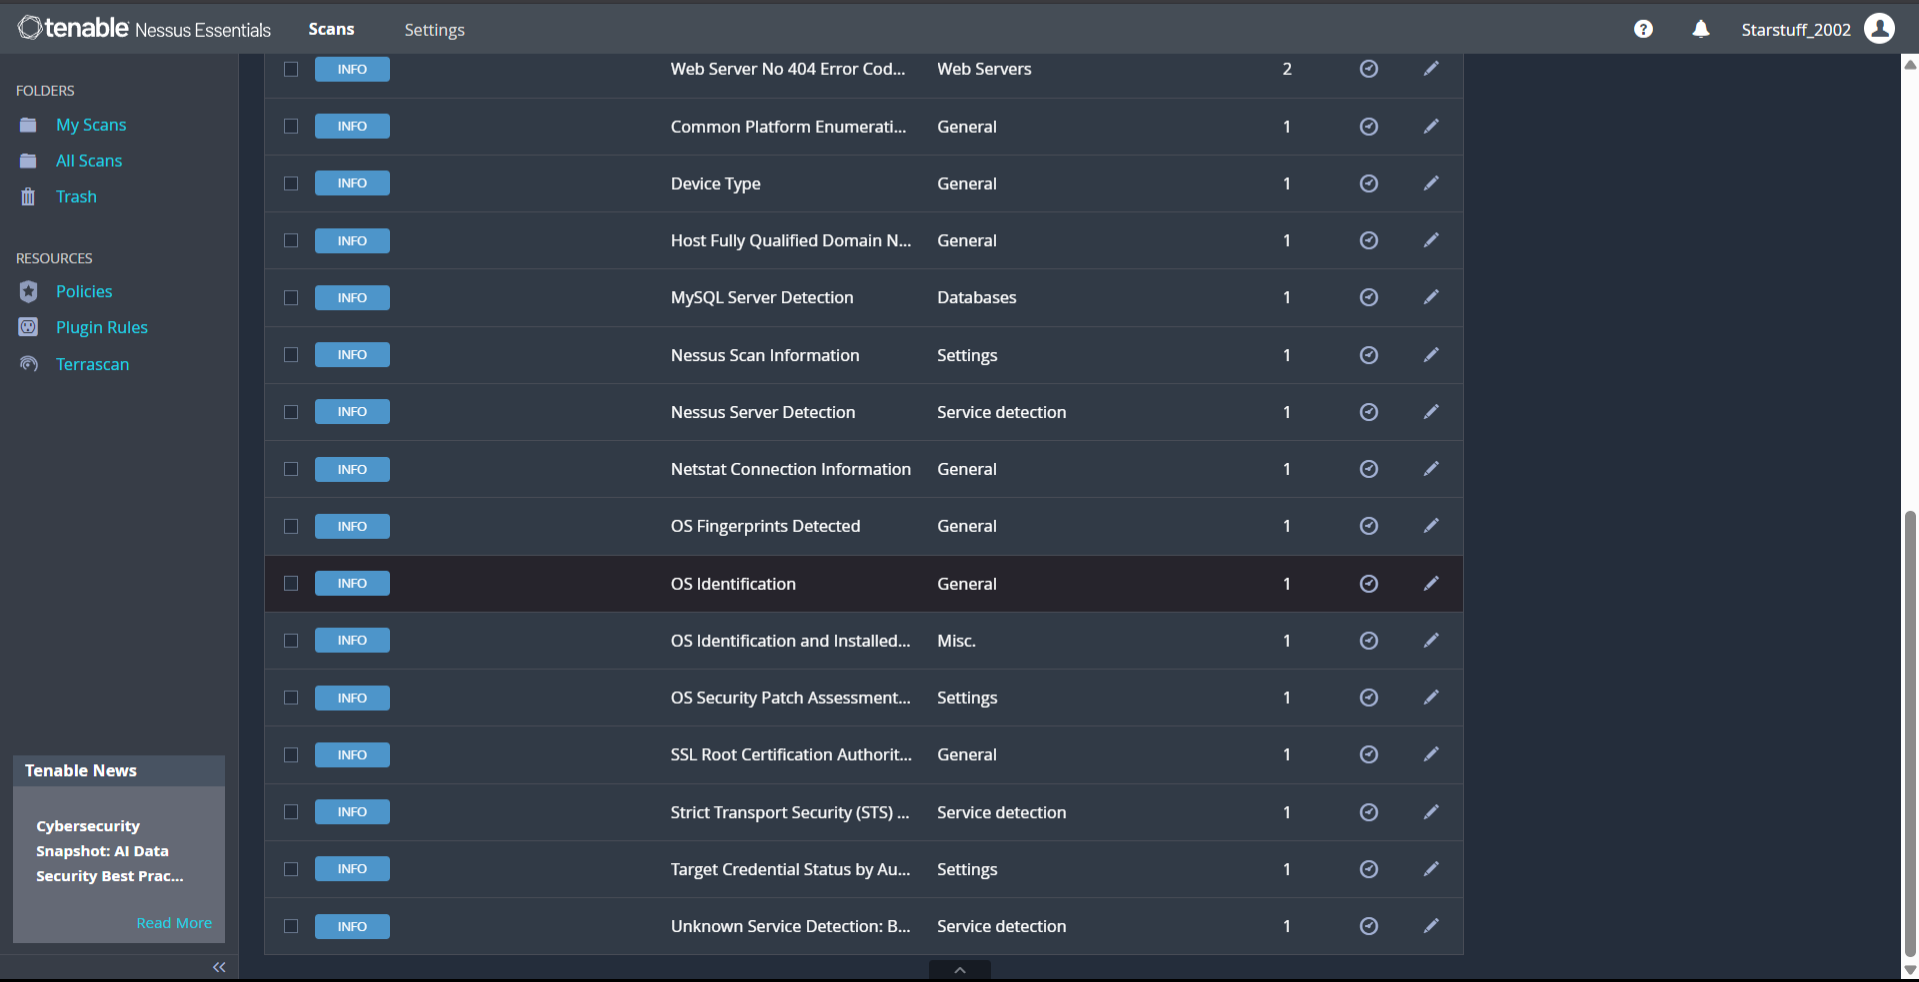 tenable Nessus Essentials Scans Settings ? Starstuff_2002
FOLDERS
My Scans
All Scans
Trash
RESOURCES
Policies
Plugin Rules
Terrascan
Tenable News
Cybersecurity
Snapshot: AI Data
Security Best Prac...
Read More
INFO Web Server No 404 Error Cod... Web Servers 2
INFO Common Platform Enumerati... General 1
INFO Device Type General 1
INFO Host Fully Qualified Domain N... General 1
INFO MySQL Server Detection Databases 1
INFO Nessus Scan Information Settings 1
INFO Nessus Server Detection Service detection 1
INFO Netstat Connection Information General 1
INFO OS Fingerprints Detected General 1
INFO OS Identification General 1
INFO OS Identification and Installed... Misc. 1
INFO OS Security Patch Assessment... Settings 1
INFO SSL Root Certification Authorit... General 1
INFO Strict Transport Security (STS) ... Service detection 1
INFO Target Credential Status by Au... Settings 1
INFO Unknown Service Detection: B... Service detection 1